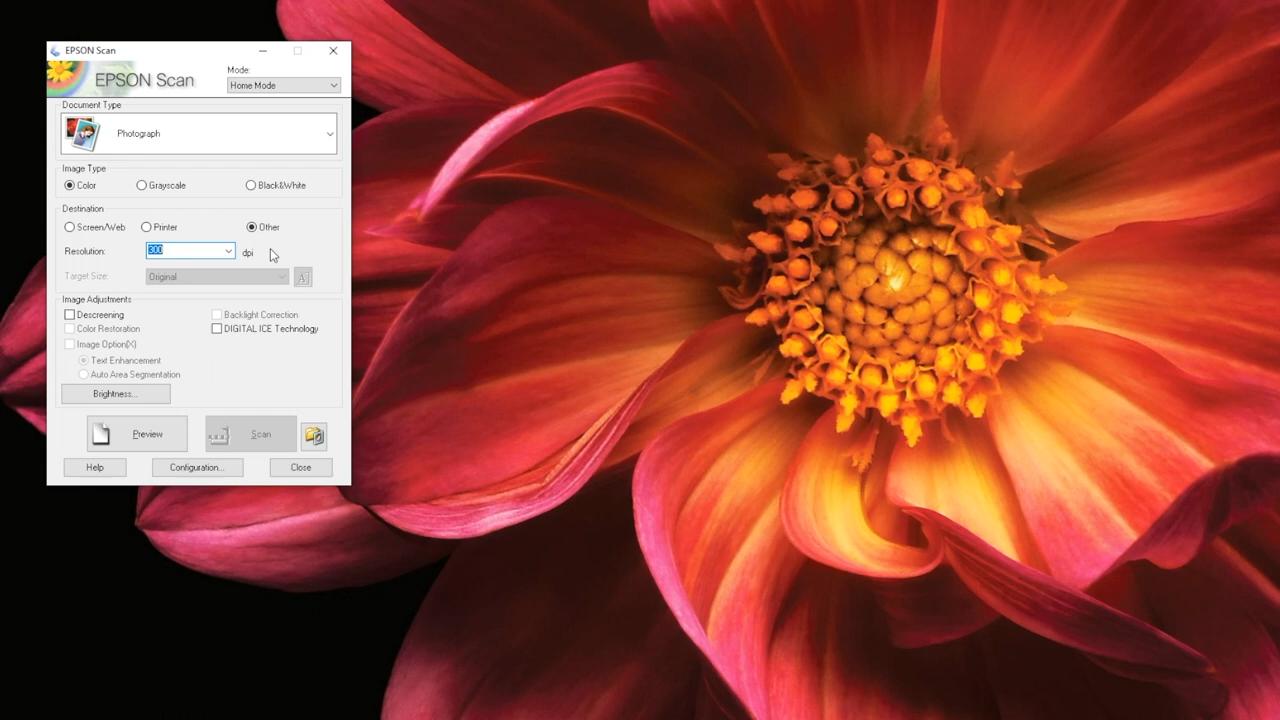 EPSON Scan
EPSON Scan
Mode:
Home Mode
Document Type
Photograph
Image Type
Color Grayscale Black&White
Destination
Screen/Web Printer Other
Resolution: 300 dpi
Target Size: Original
Image Adjustments
Descreening Backlight Correction
Color Restoration DIGITAL ICE Technology
Image Option(X)
Text Enhancement
Auto Area Segmentation
Brightness...
Preview Scan
Help Configuration... Close